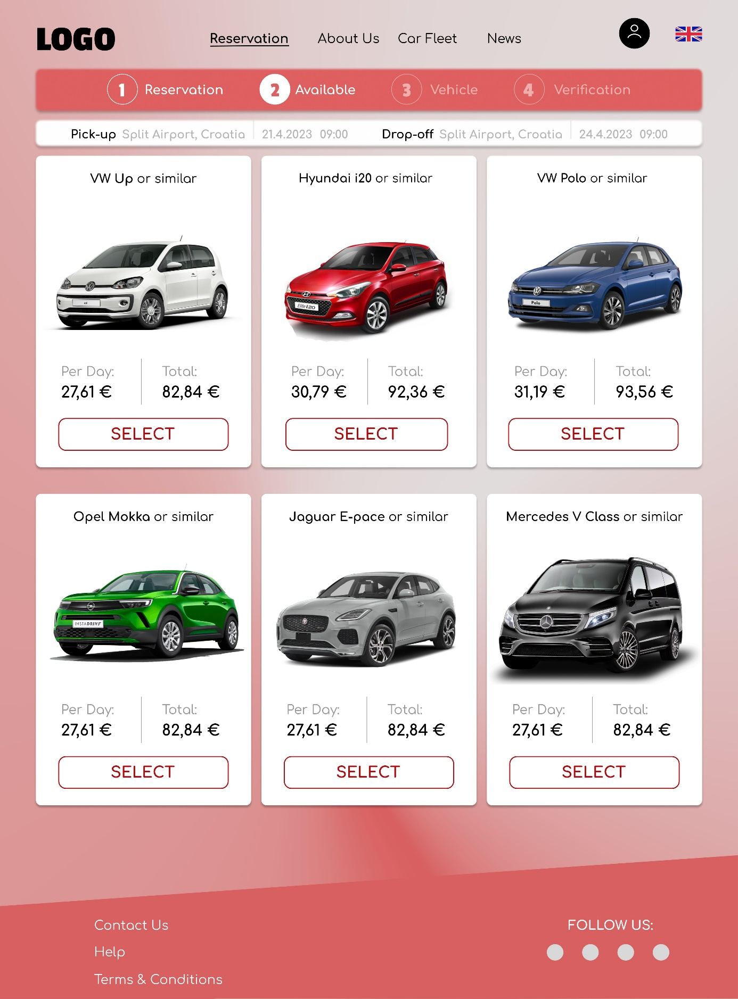 LOGO
Reservation About Us Car Fleet News
1 Reservation 2 Available 3 Vehicle 4 Verification
Pick-up Split Airport, Croatia 21.4.2023 09:00 Drop-off Split Airport, Croatia 24.4.2023 09:00
VW Up or similar
Hyundai i20 or similar
VW Polo or similar
up!
Elite i20
Polo
Per Day: Total:
27,61 € 82,84 €
SELECT
Per Day: Total:
30,79 € 92,36 €
SELECT
Per Day: Total:
31,19 € 93,56 €
SELECT
Opel Mokka or similar
Jaguar E-pace or similar
Mercedes V Class or similar
INSTADRIVE
Per Day: Total:
27,61 € 82,84 €
SELECT
Per Day: Total:
27,61 € 82,84 €
SELECT
Per Day: Total:
27,61 € 82,84 €
SELECT
Contact Us
Help
Terms & Conditions
FOLLOW US: